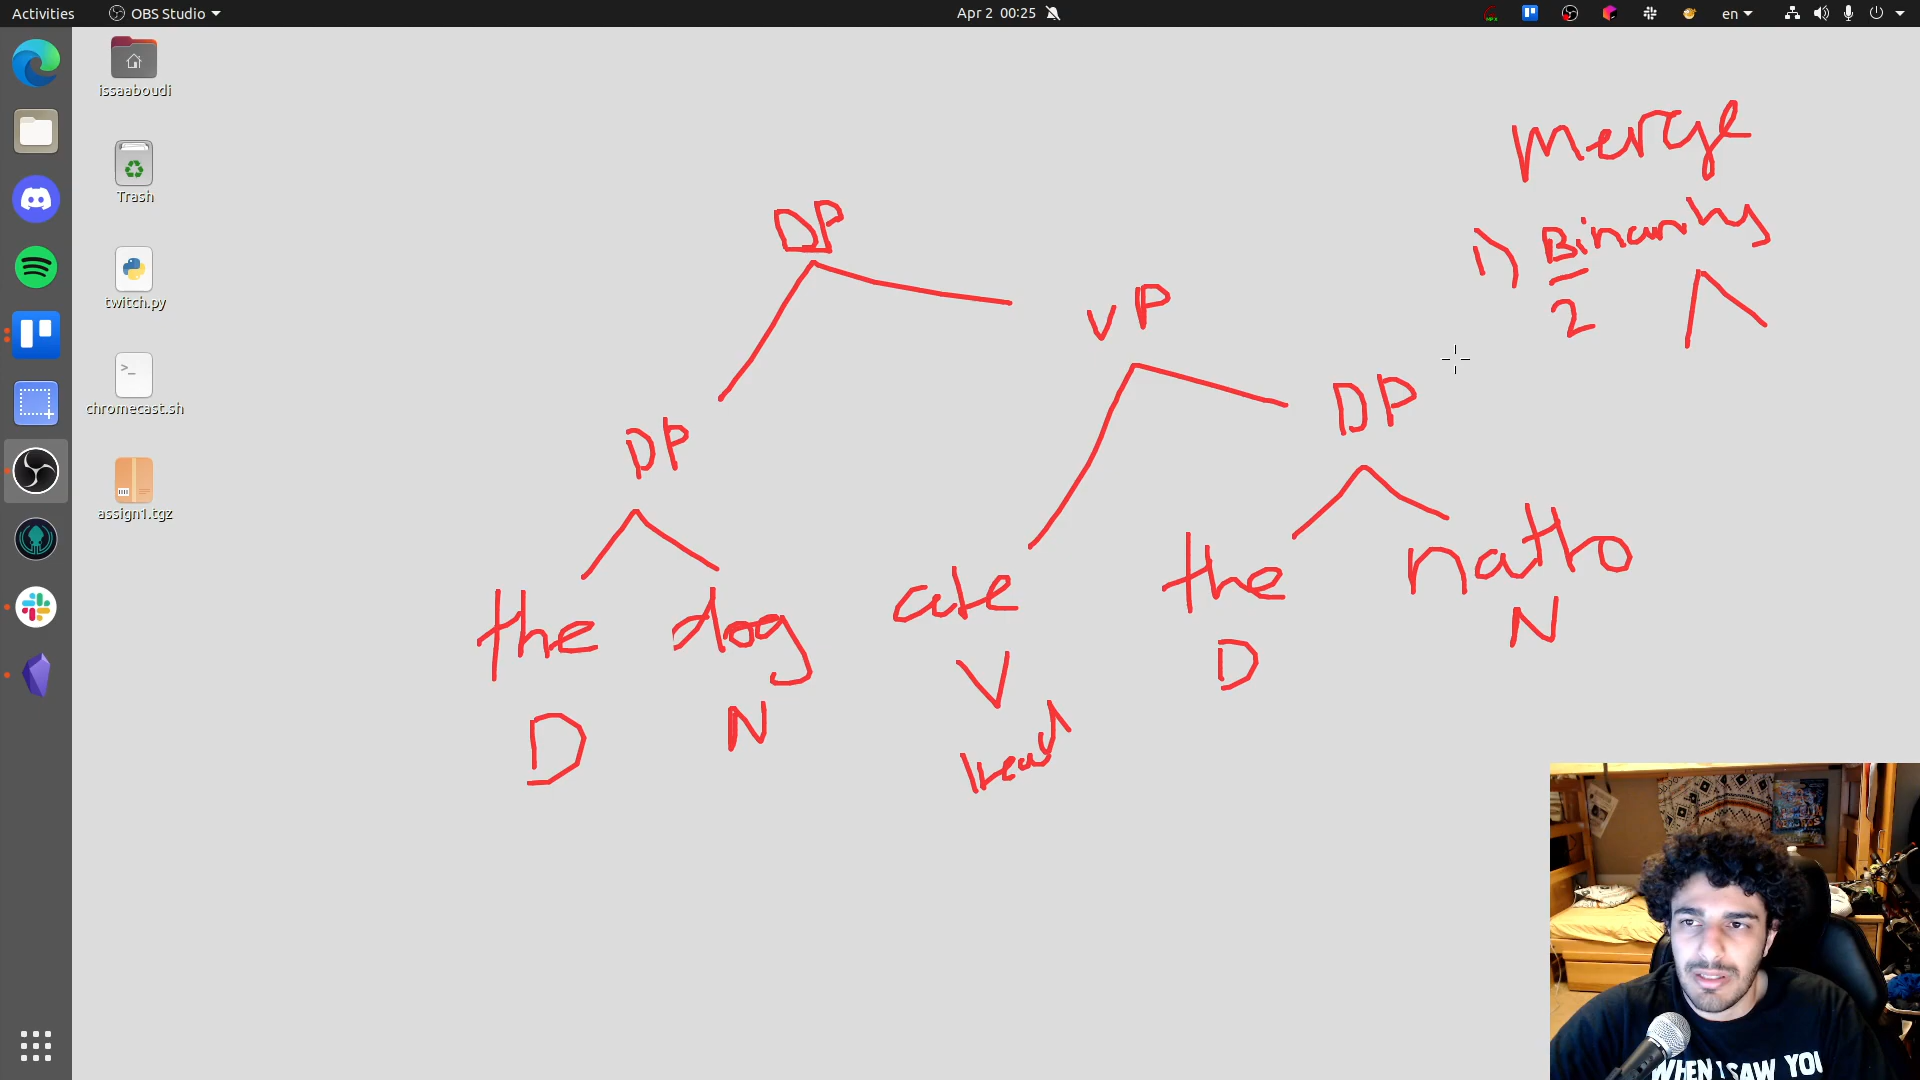 Activities OBS Studio Apr 2 00:25 en
issaaboudi
Trash
twitch.py
chromecast.sh
assign1.tgz
merge
1) Binarity
2
DP
VP
DP
DP
the dog ate the natto
D N V D N
head
WHEN I SAW YOU